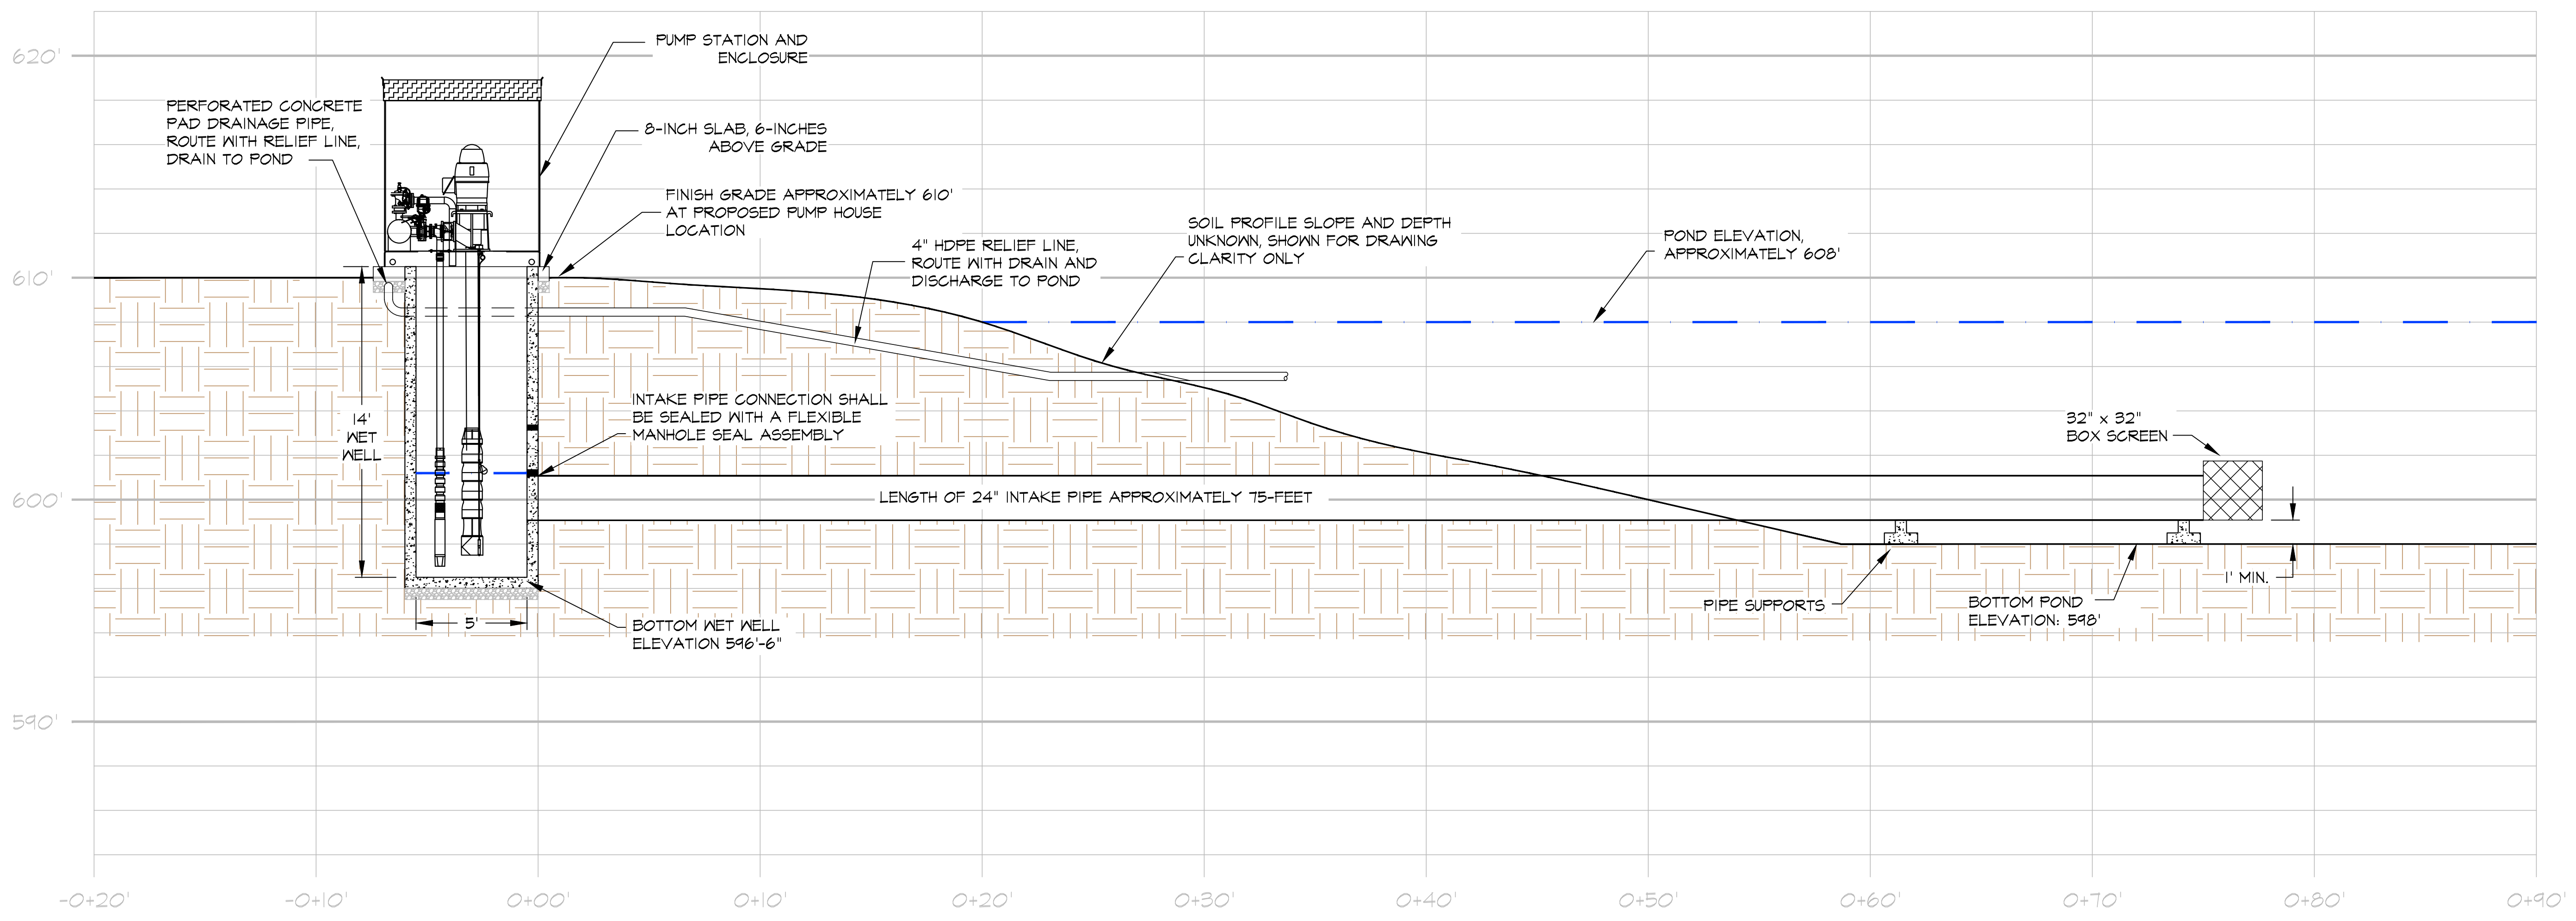 620'
PUMP STATION AND
ENCLOSURE
PERFORATED CONCRETE
PAD DRAINAGE PIPE,
ROUTE WITH RELIEF LINE,
DRAIN TO POND
8-INCH SLAB, 6-INCHES
ABOVE GRADE
FINISH GRADE APPROXIMATELY 610'
AT PROPOSED PUMP HOUSE
LOCATION
4" HDPE RELIEF LINE,
ROUTE WITH DRAIN AND
DISCHARGE TO POND
SOIL PROFILE SLOPE AND DEPTH
UNKNOWN, SHOWN FOR DRAWING
CLARITY ONLY
POND ELEVATION,
APPROXIMATELY 608'
610'
14'
WET
WELL
INTAKE PIPE CONNECTION SHALL
BE SEALED WITH A FLEXIBLE
MANHOLE SEAL ASSEMBLY
32" x 32"
BOX SCREEN
600'
LENGTH OF 24" INTAKE PIPE APPROXIMATELY 75-FEET
1' MIN.
PIPE SUPPORTS
BOTTOM POND
ELEVATION: 598'
5'
BOTTOM WET WELL
ELEVATION 596'-6"
590'
-0+20'
-0+10'
0+00'
0+10'
0+20'
0+30'
0+40'
0+50'
0+60'
0+70'
0+80'
0+90'